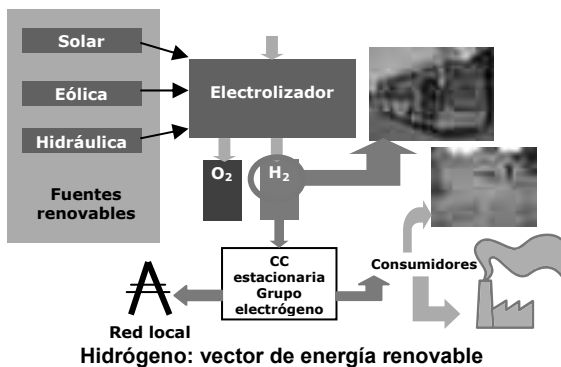 Solar
Eólica
Hidráulica
Fuentes
renovables
Electrolizador
O₂
H₂
CC
estacionaria
Grupo
electrógeno
Red local
Consumidores
Hidrógeno: vector de energía renovable